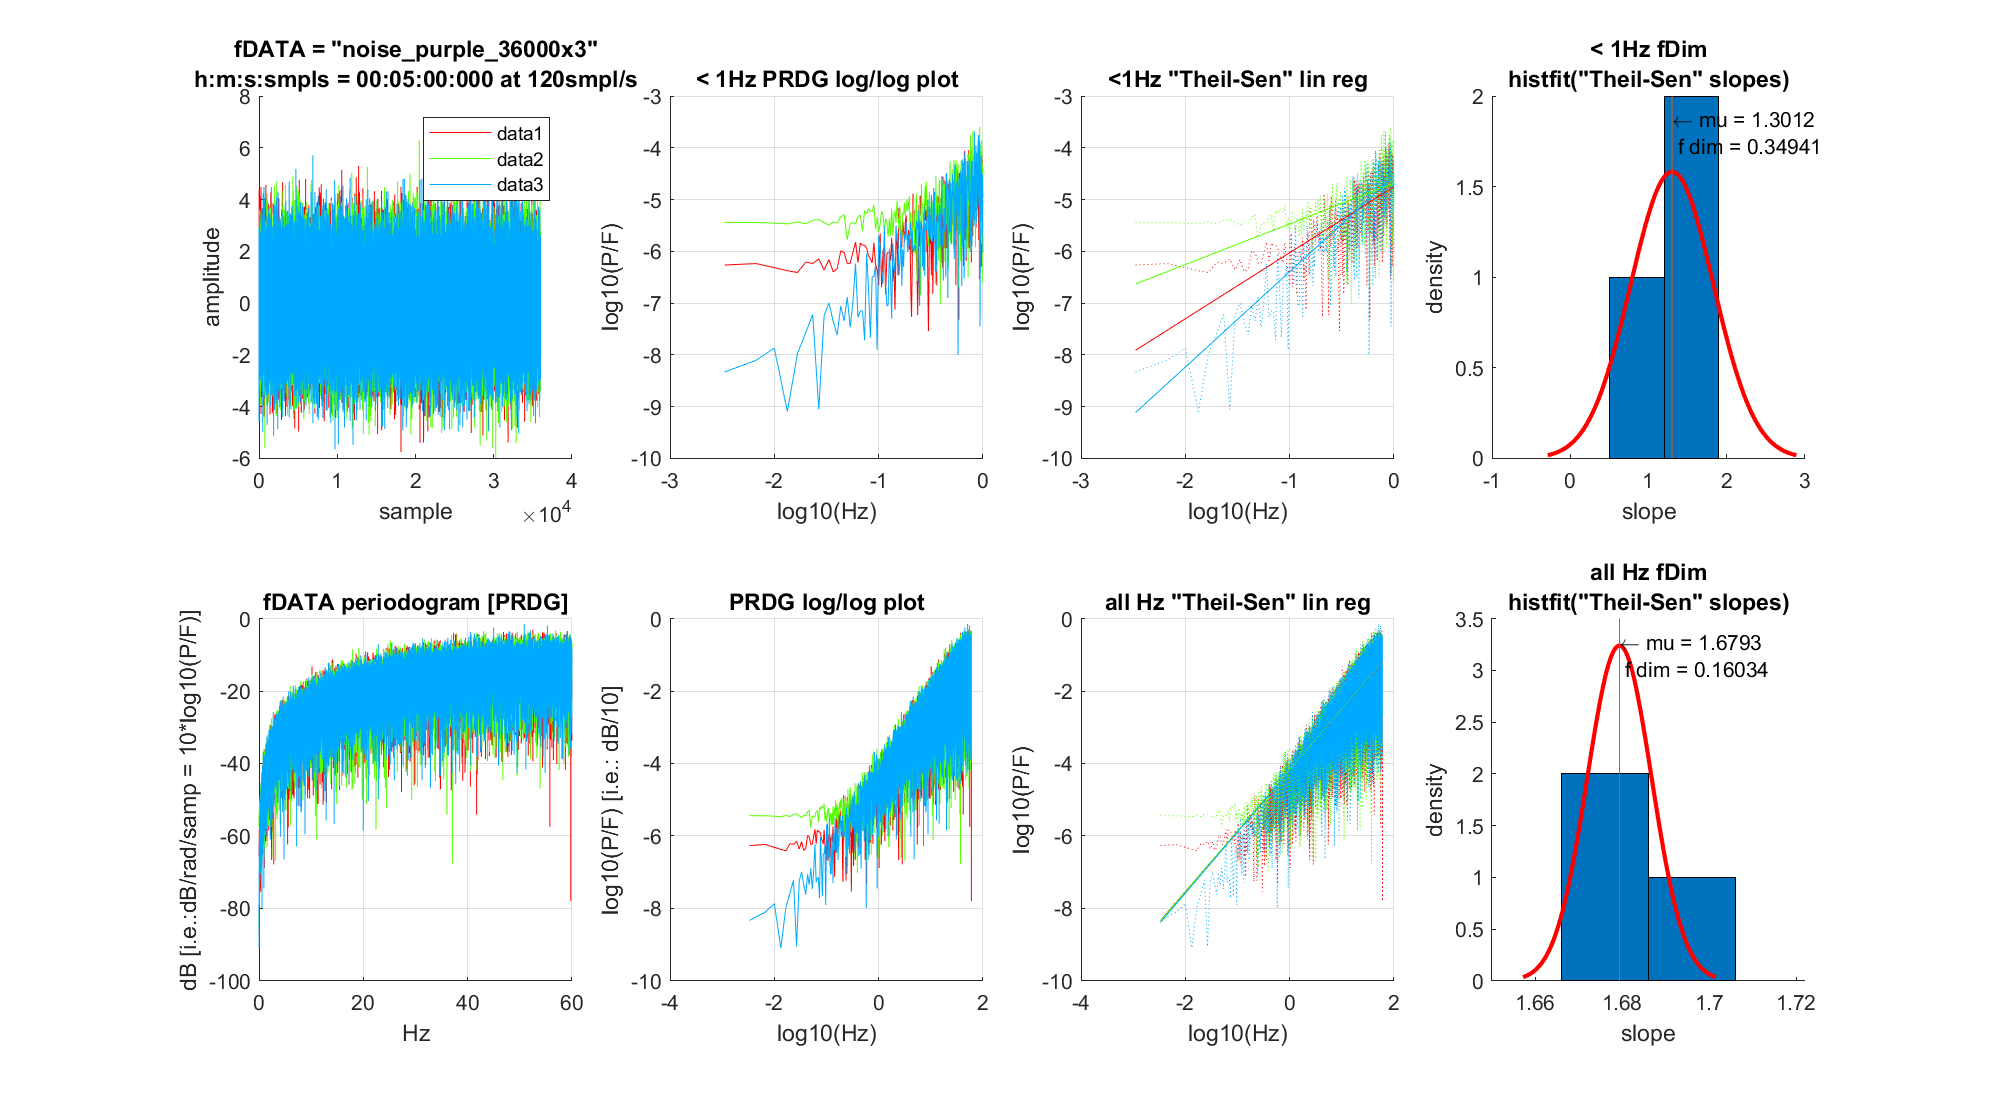 fDATA = "noise_purple_36000x3"
h:m:s:smpls = 00:05:00:000 at 120smpl/s
8
6
4
2
0
-2
-4
-6
amplitude
0
1
2
3
4
×10^4
sample
data1
data2
data3
< 1Hz PRDG log/log plot
-3
-4
-5
-6
-7
-8
-9
-10
log10(P/F)
-3
-2
-1
0
log10(Hz)
<1Hz "Theil-Sen" lin reg
-3
-4
-5
-6
-7
-8
-9
-10
log10(P/F)
-3
-2
-1
0
log10(Hz)
< 1Hz fDim
histfit("Theil-Sen" slopes)
2
1.5
1
0.5
0
density
← mu = 1.3012
f dim = 0.34941
-1
0
1
2
3
slope
fDATA periodogram [PRDG]
0
-20
-40
-60
-80
-100
dB [i.e.:dB/rad/samp = 10*log10(P/F)]
0
20
40
60
Hz
PRDG log/log plot
0
-2
-4
-6
-8
-10
log10(P/F) [i.e.: dB/10]
-4
-2
0
2
log10(Hz)
all Hz "Theil-Sen" lin reg
0
-2
-4
-6
-8
-10
log10(P/F)
-4
-2
0
2
log10(Hz)
all Hz fDim
histfit("Theil-Sen" slopes)
3.5
3
2.5
2
1.5
1
0.5
0
density
← mu = 1.6793
f dim = 0.16034
1.66
1.68
1.7
1.72
slope